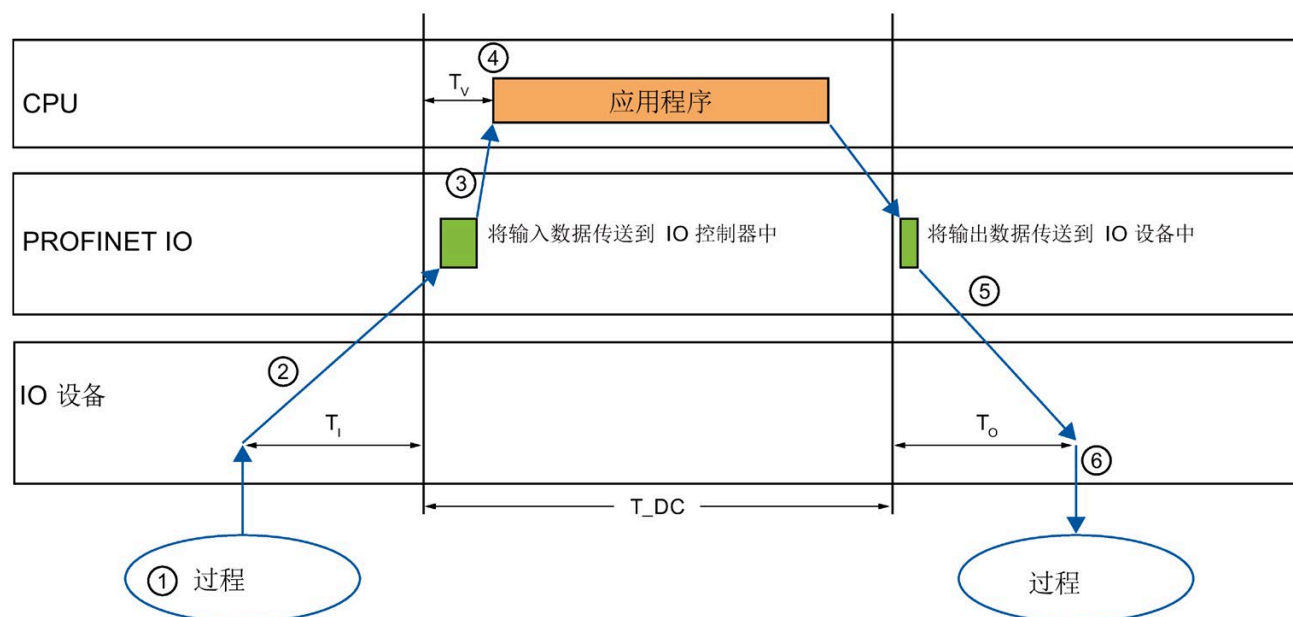 CPU
④
T_V
应用程序
③
PROFINET IO
将输入数据传送到 IO 控制器中
将输出数据传送到 IO 设备中
⑤
②
IO 设备
T_I
T_O
⑥
T_DC
① 过程
过程